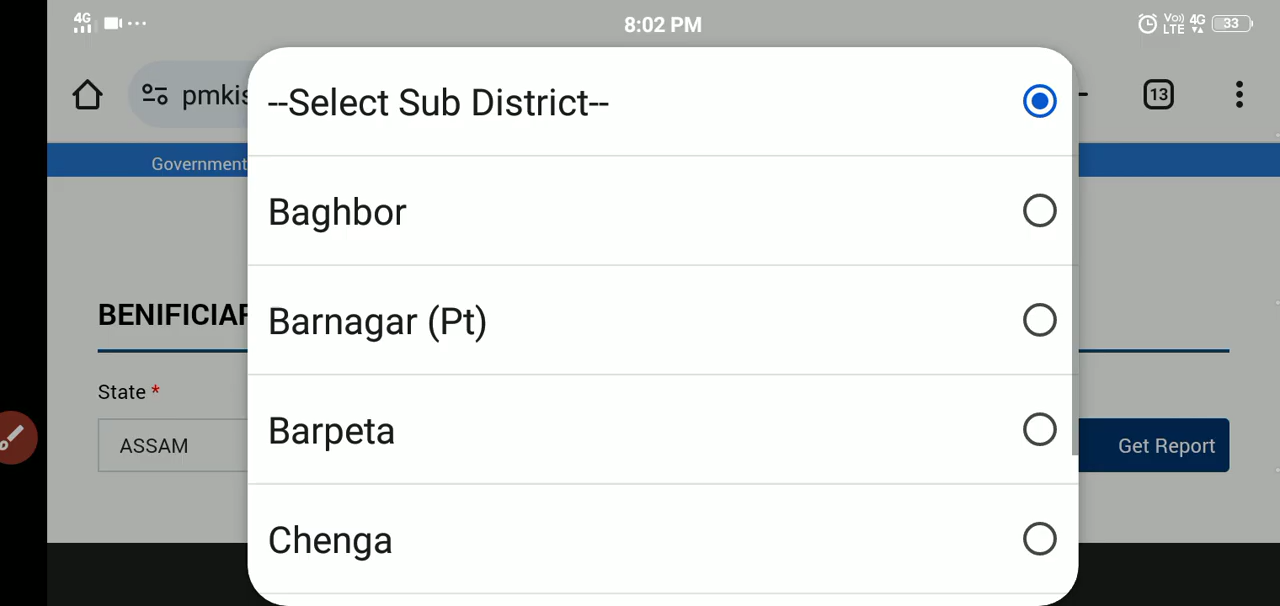 4G
8:02 PM
Vo) LTE 4G 33
pmkis
13
Government
--Select Sub District--
Baghbor
BENIFICIAR
Barnagar (Pt)
State *
Barpeta
ASSAM
Get Report
Chenga